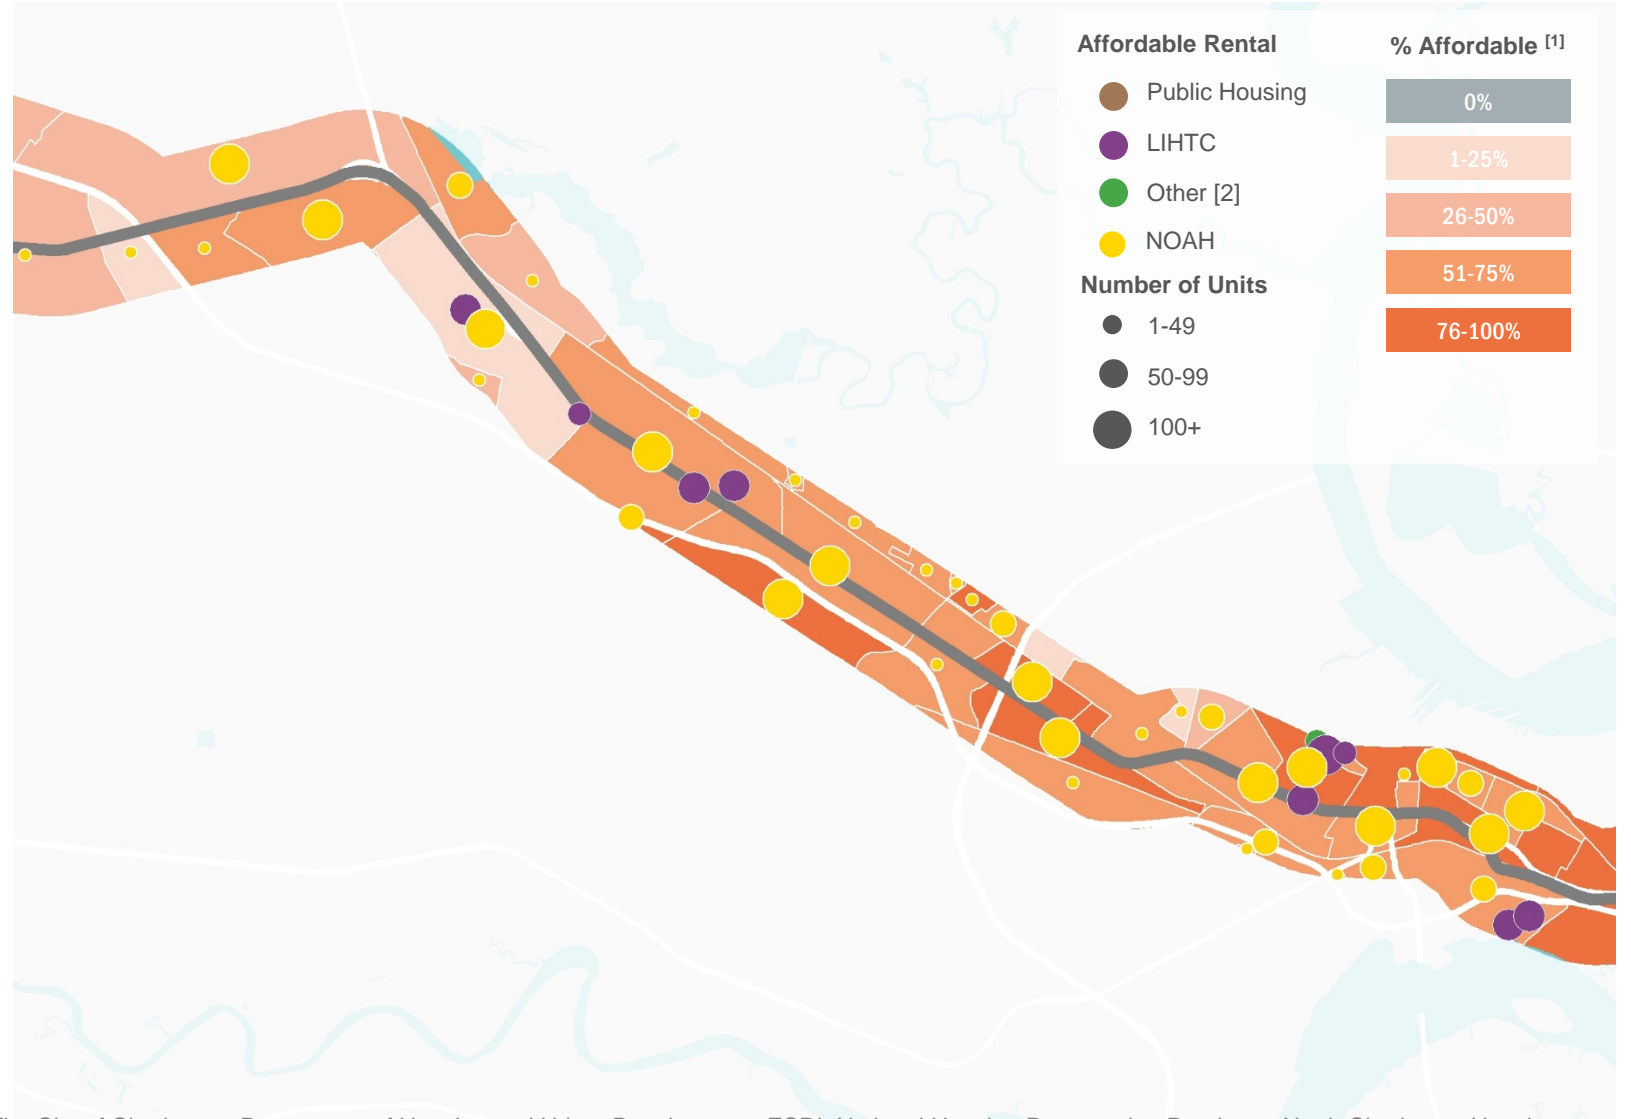 Affordable Rental
Public Housing
LIHTC
Other [2]
NOAH
Number of Units
1-49
50-99
100+
% Affordable [1]
0%
1-25%
26-50%
51-75%
76-100%